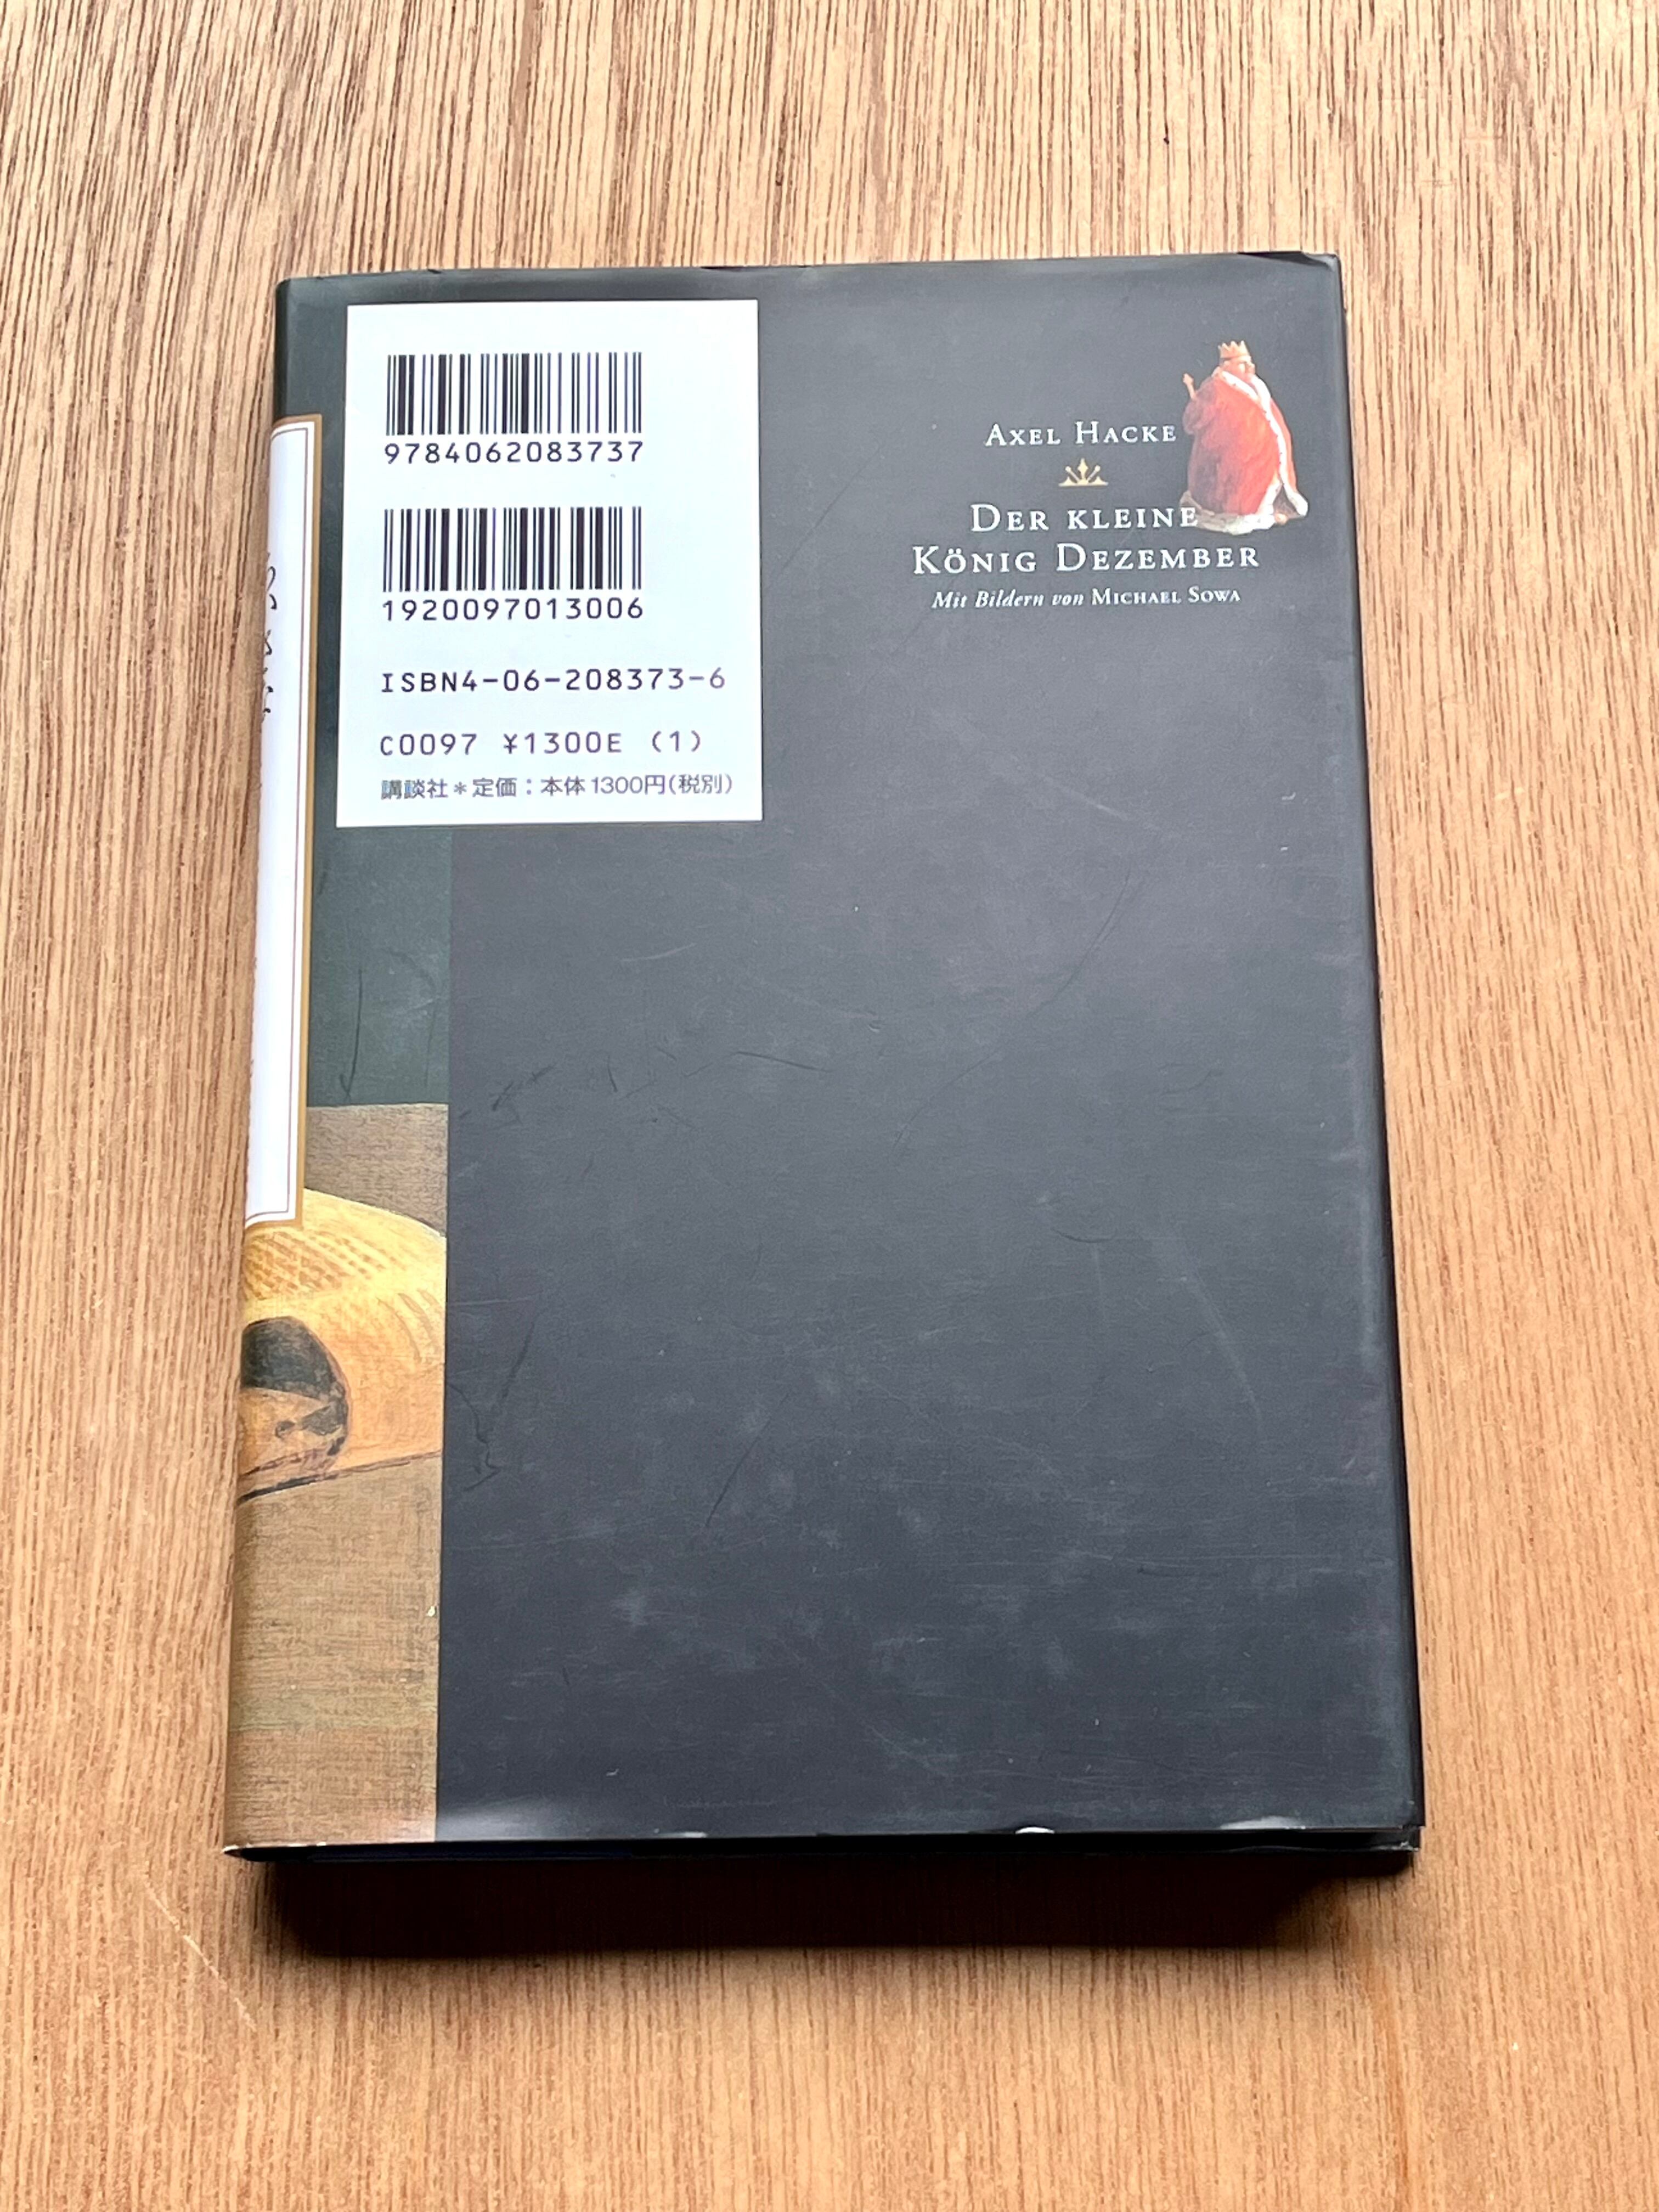 9784062083737
1920097013006
ISBN4-06-208373-6
C0097 ¥1300E (1)
講談社＊定価：本体1300円(税別)
AXEL HACKE
DER KLEINE
KÖNIG DEZEMBER
Mit Bildern von MICHAEL SOWA